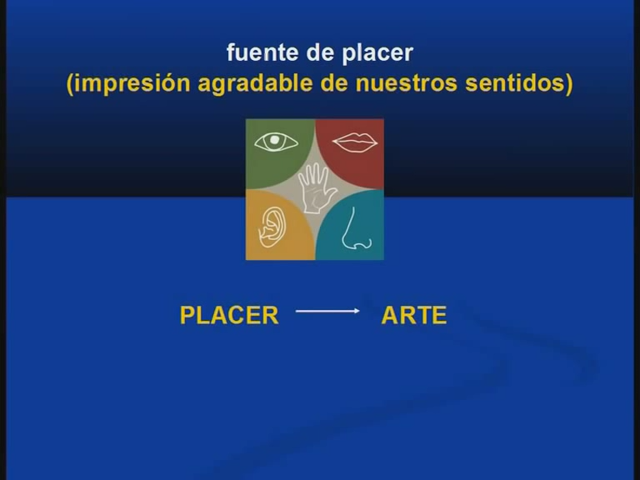 fuente de placer
(impresión agradable de nuestros sentidos)
PLACER ARTE